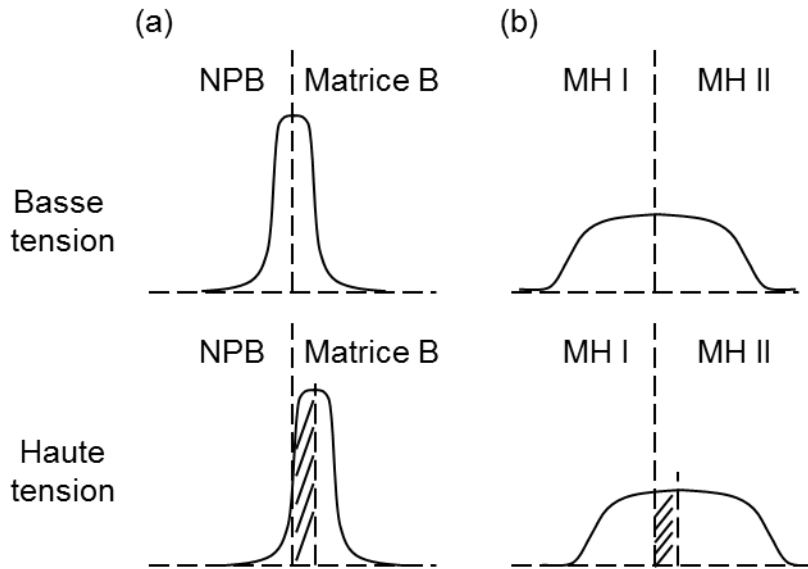 (a)
(b)
NPB
Matrice B
MH I
MH II
Basse
tension
NPB
Matrice B
MH I
MH II
Haute
tension